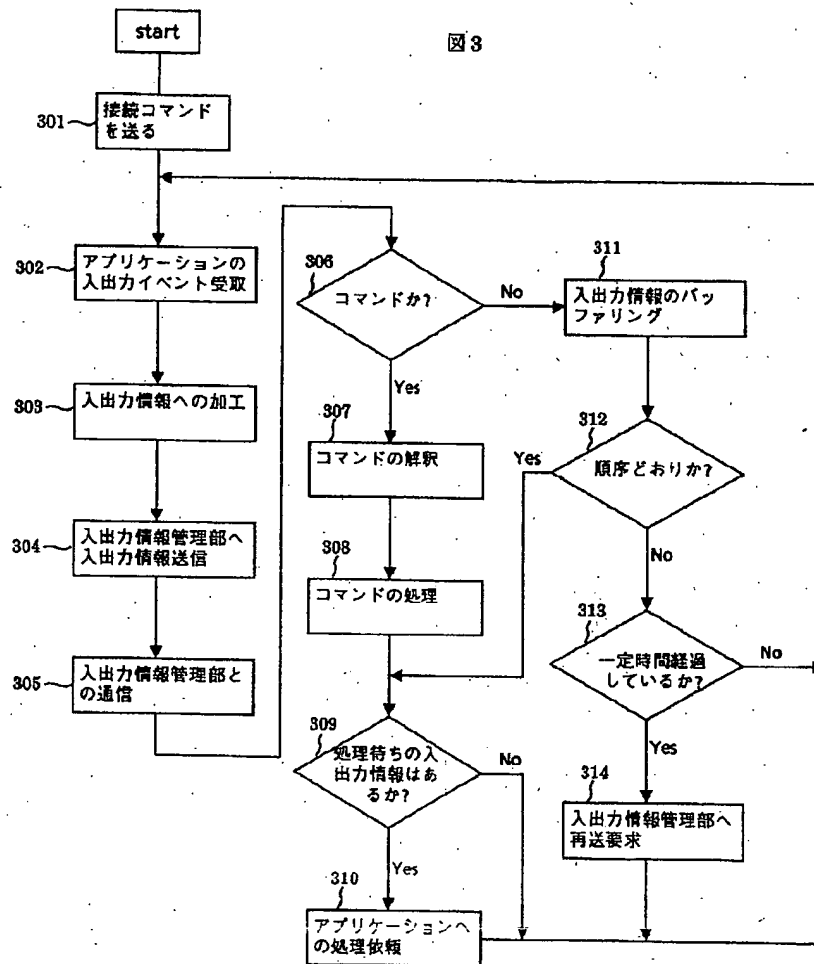 start
図3
301
接続コマンド
を送る
302
アプリケーションの
入出力イベント受取
303
入出力情報への加工
304
入出力情報管理部へ
入出力情報送信
305
入出力情報管理部と
の通信
306
コマンドか?
No
Yes
307
コマンドの解釈
308
コマンドの処理
309
処理待ちの入
出力情報はあ
るか?
No
Yes
310
アプリケーションへ
の処理依頼
311
入出力情報のバッ
ファリング
312
順序どおりか?
Yes
No
313
一定時間経過
しているか?
No
Yes
314
入出力情報管理部へ
再送要求